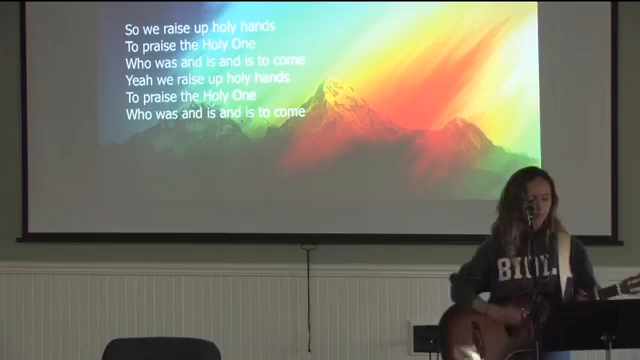 So we raise up holy hands
To praise the Holy One
Who was and is and is to come
Yeah we raise up holy hands
To praise the Holy One
Who was and is and is to come